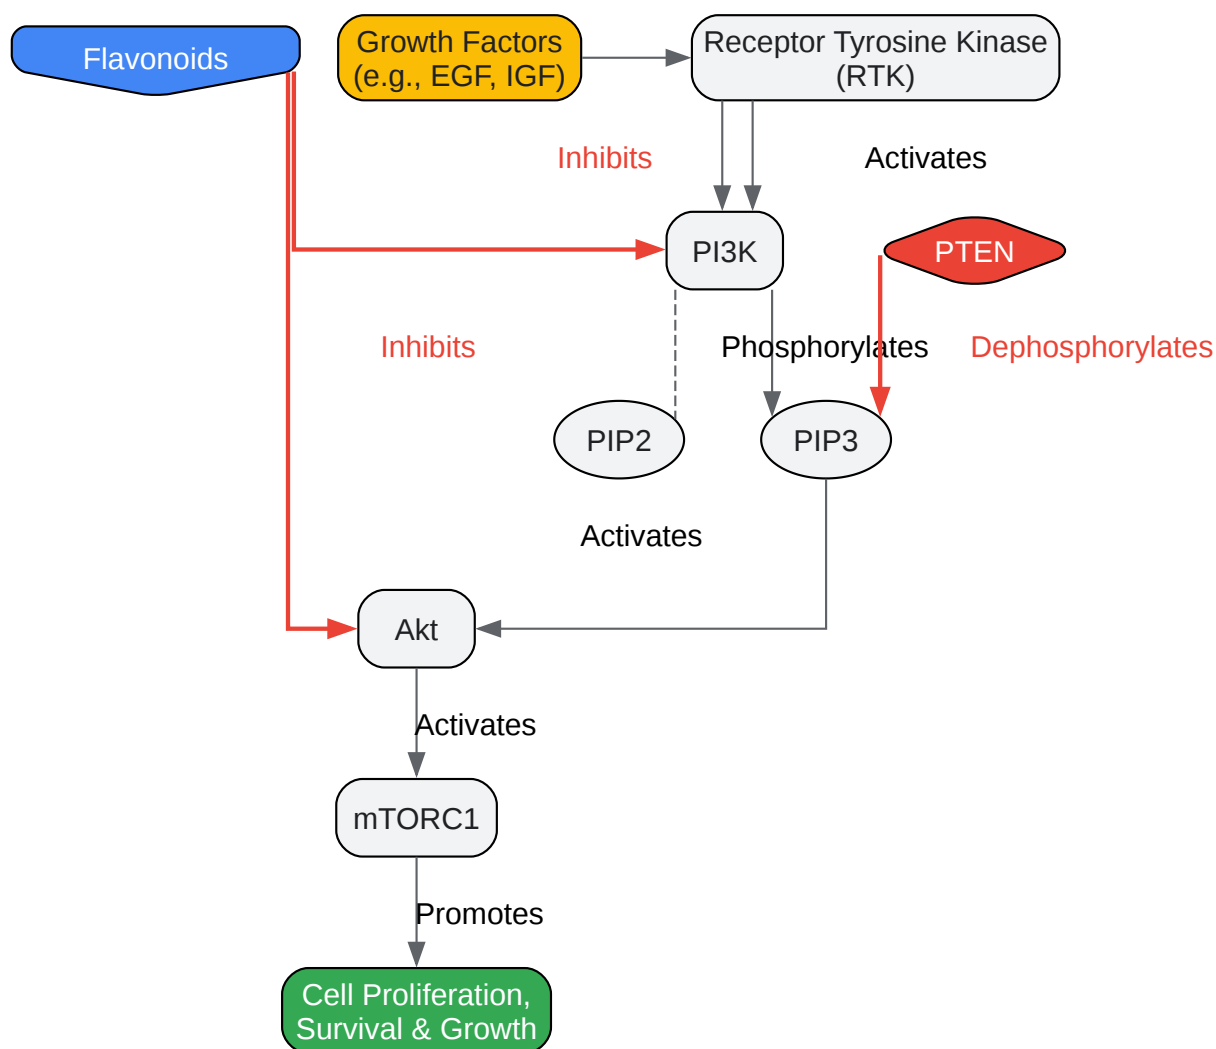 Flavonoids
Growth Factors
(e.g., EGF, IGF)
Receptor Tyrosine Kinase
(RTK)
Inhibits
Activates
PI3K
PTEN
Inhibits
Phosphorylates
Dephosphorylates
PIP2
PIP3
Activates
Akt
Activates
mTORC1
Promotes
Cell Proliferation,
Survival & Growth